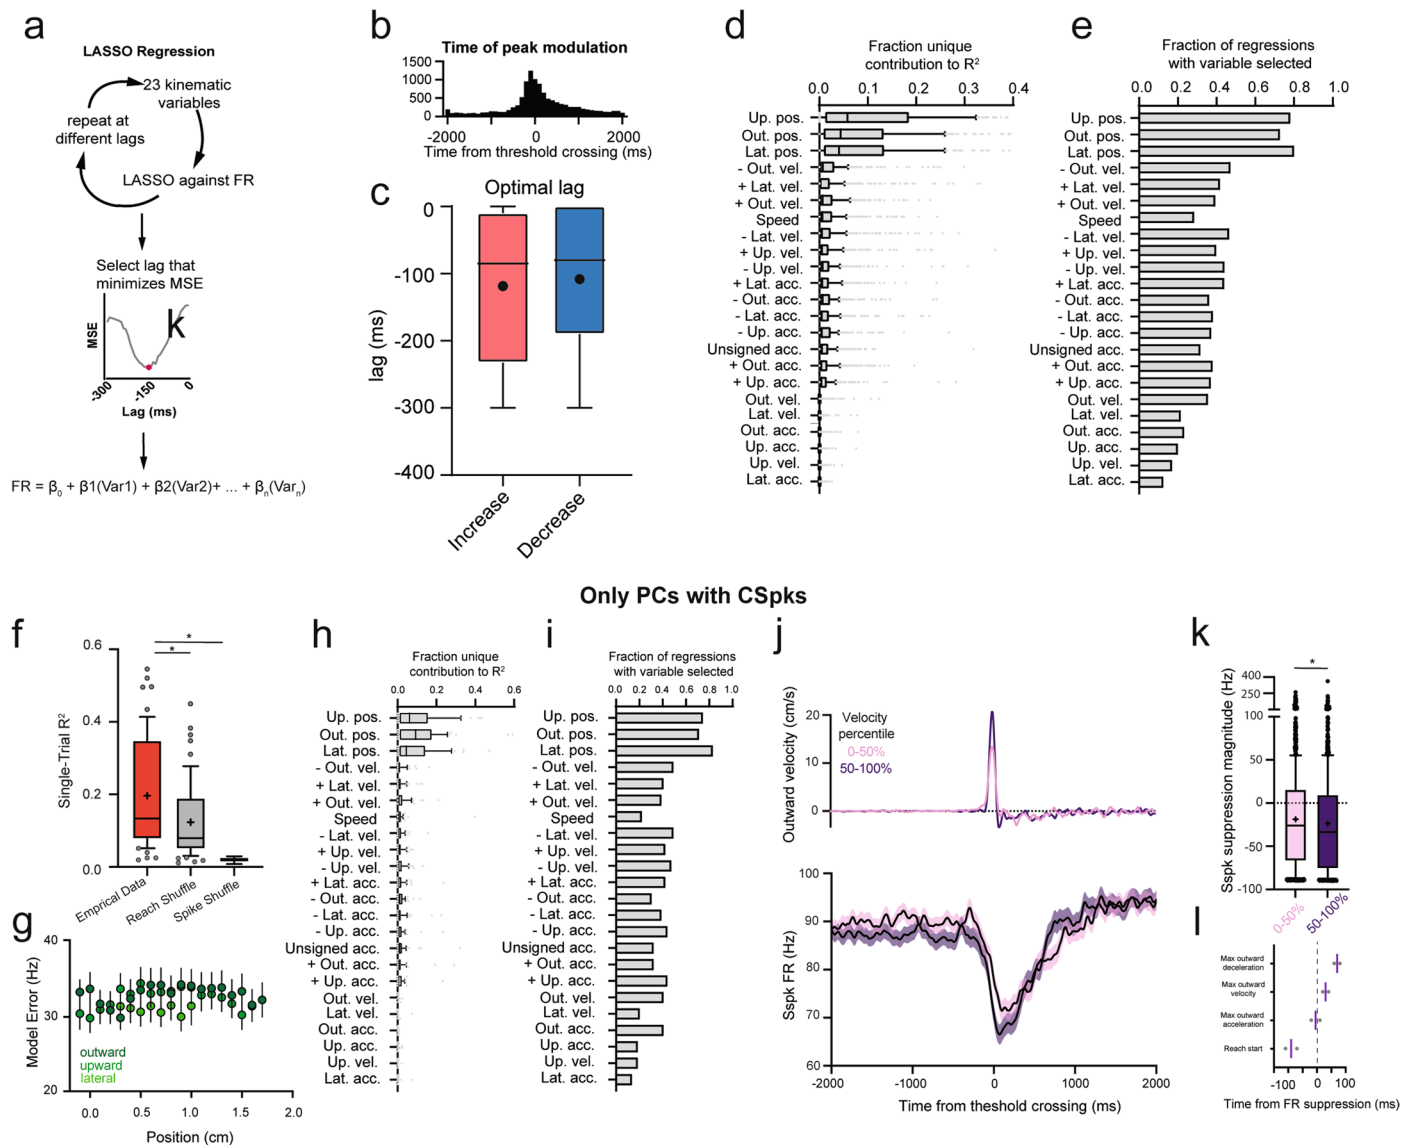 a
LASSO Regression
23 kinematic
variables
repeat at
different lags
LASSO against FR
Select lag that
minimizes MSE
k
MSE
-300
-150
0
Lag (ms)
FR = β0 + β1(Var1) + β2(Var2)+ ... + βn(Varn)
b
Time of peak modulation
1500
1000
500
0
-2000
0
2000
Time from threshold crossing (ms)
c
Optimal lag
0
-100
-200
-300
-400
lag (ms)
Increase
Decrease
d
Fraction unique
contribution to R2
0.0 0.1 0.2 0.3 0.4
Up. pos.
Out. pos.
Lat. pos.
- Out. vel.
+ Lat. vel.
+ Out. vel.
Speed
- Lat. vel.
+ Up. vel.
- Up. vel.
+ Lat. acc.
- Out. acc.
- Lat. acc.
- Up. acc.
Unsigned acc.
+ Out. acc.
+ Up. acc.
Out. vel.
Lat. vel.
Out. acc.
Up. acc.
Up. vel.
Lat. acc.
e
Fraction of regressions
with variable selected
0.0 0.2 0.4 0.6 0.8 1.0
Up. pos.
Out. pos.
Lat. pos.
- Out. vel.
+ Lat. vel.
+ Out. vel.
Speed
- Lat. vel.
+ Up. vel.
- Up. vel.
+ Lat. acc.
- Out. acc.
- Lat. acc.
- Up. acc.
Unsigned acc.
+ Out. acc.
+ Up. acc.
Out. vel.
Lat. vel.
Out. acc.
Up. acc.
Up. vel.
Lat. acc.
Only PCs with CSpks
f
0.6
0.4
0.2
0.0
Single-Trial R2
*
*
Emprical Data
Reach Shuffle
Spike Shuffle
g
40
30
20
Model Error (Hz)
outward
upward
lateral
0.0 0.5 1.0 1.5 2.0
Position (cm)
h
Fraction unique
contribution to R2
0.0 0.2 0.4 0.6
Up. pos.
Out. pos.
Lat. pos.
- Out. vel.
+ Lat. vel.
+ Out. vel.
Speed
- Lat. vel.
+ Up. vel.
- Up. vel.
+ Lat. acc.
- Out. acc.
- Lat. acc.
- Up. acc.
Unsigned acc.
+ Out. acc.
+ Up. acc.
Out. vel.
Lat. vel.
Out. acc.
Up. acc.
Up. vel.
Lat. acc.
i
Fraction of regressions
with variable selected
0.0 0.2 0.4 0.6 0.8 1.0
Up. pos.
Out. pos.
Lat. pos.
- Out. vel.
+ Lat. vel.
+ Out. vel.
Speed
- Lat. vel.
+ Up. vel.
- Up. vel.
+ Lat. acc.
- Out. acc.
- Lat. acc.
- Up. acc.
Unsigned acc.
+ Out. acc.
+ Up. acc.
Out. vel.
Lat. vel.
Out. acc.
Up. acc.
Up. vel.
Lat. acc.
j
Outward velocity (cm/s)
20
10
0
Velocity
percentile
0-50%
50-100%
Sspk FR (Hz)
100
90
80
70
60
-2000 -1000 0 1000 2000
Time from theshold crossing (ms)
k
Sspk suppression magnitude (Hz)
*
400
250
100
50
0
-50
-100
0-50%
50-100%
l
Max outward
deceleration
Max outward
velocity
Max outward
acceleration
Reach start
-100 0 100
Time from FR suppression (ms)